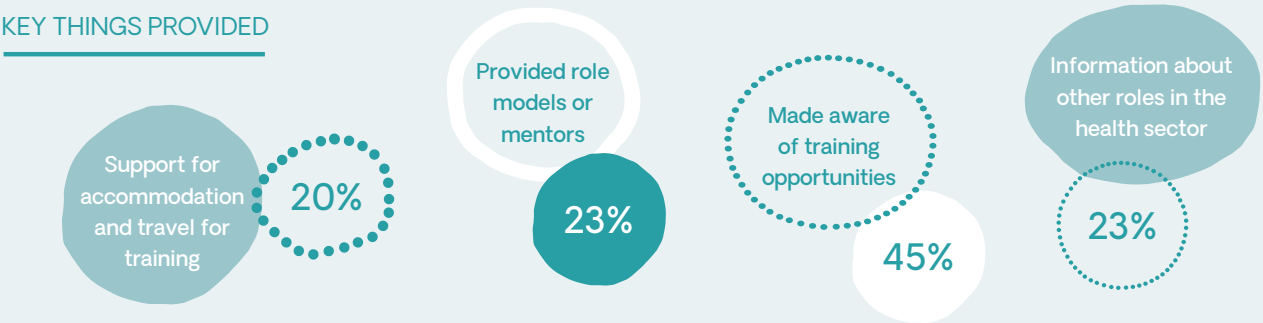 KEY THINGS PROVIDED
Support for
accommodation
and travel for
training
20%
Provided role
models or
mentors
23%
Made aware
of training
opportunities
45%
Information about
other roles in the
health sector
23%